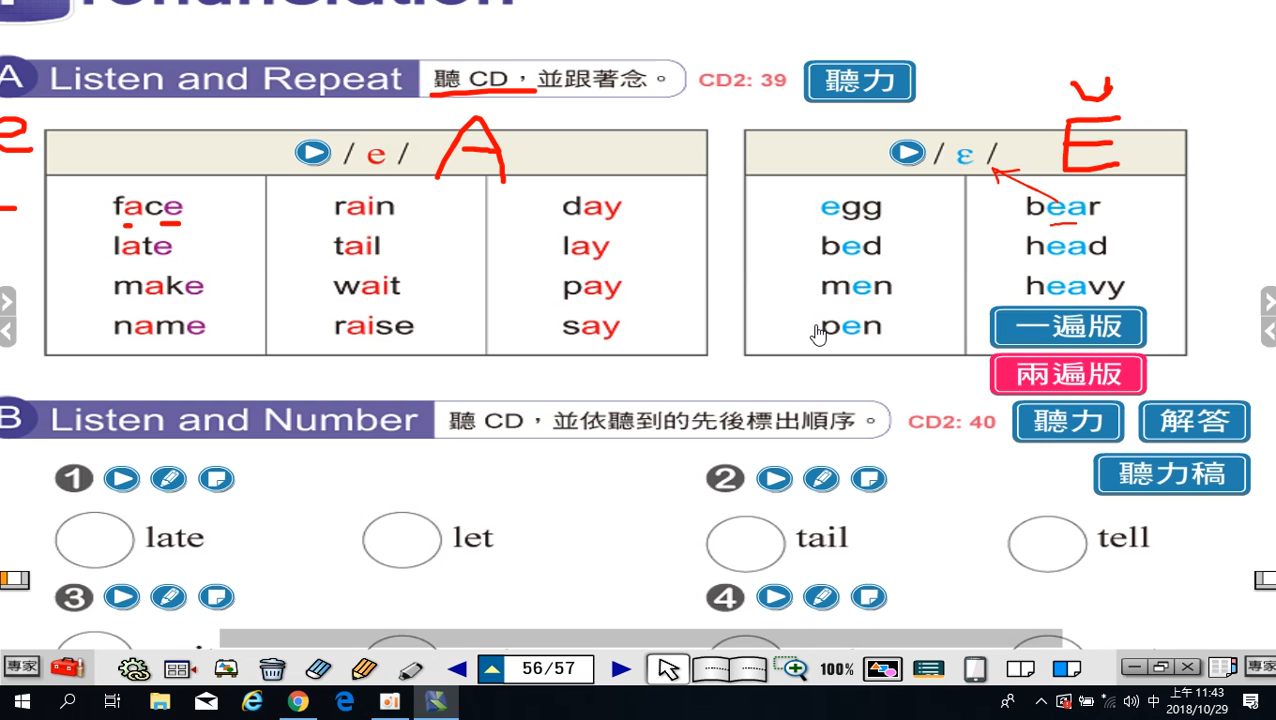 A Listen and Repeat 聽 CD，並跟著念。 CD2: 39 聽力
e
/ e / A
/ ε / Ĕ
face rain day
late tail lay
make wait pay
name raise say
egg bear
bed head
men heavy
pen
一遍版
兩遍版
B Listen and Number 聽 CD，並依聽到的先後標出順序。 CD2: 40 聽力 解答
聽力稿
1 2
late let tail tell
3 4
專家 56/57 100% 專家
中 上午 11:43
2018/10/29